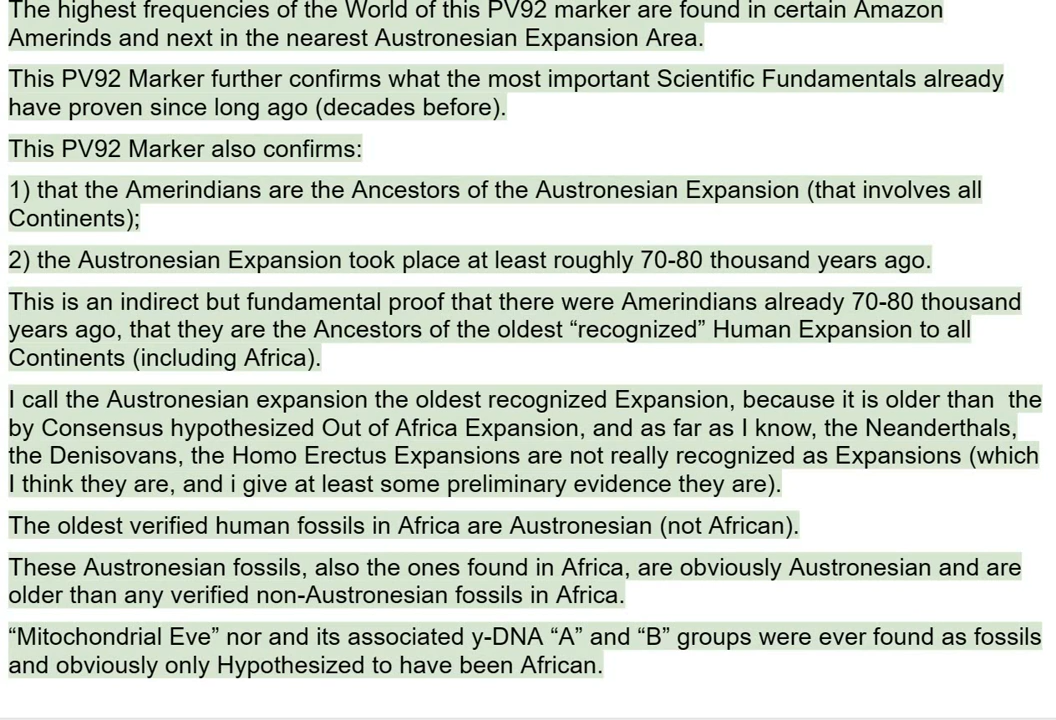 The highest frequencies of the World of this PV92 marker are found in certain Amazon
Amerinds and next in the nearest Austronesian Expansion Area.
This PV92 Marker further confirms what the most important Scientific Fundamentals already
have proven since long ago (decades before).
This PV92 Marker also confirms:
1) that the Amerindians are the Ancestors of the Austronesian Expansion (that involves all
Continents);
2) the Austronesian Expansion took place at least roughly 70-80 thousand years ago.
This is an indirect but fundamental proof that there were Amerindians already 70-80 thousand
years ago, that they are the Ancestors of the oldest “recognized” Human Expansion to all
Continents (including Africa).
I call the Austronesian expansion the oldest recognized Expansion, because it is older than  the
by Consensus hypothesized Out of Africa Expansion, and as far as I know, the Neanderthals,
the Denisovans, the Homo Erectus Expansions are not really recognized as Expansions (which
I think they are, and i give at least some preliminary evidence they are).
The oldest verified human fossils in Africa are Austronesian (not African).
These Austronesian fossils, also the ones found in Africa, are obviously Austronesian and are
older than any verified non-Austronesian fossils in Africa.
“Mitochondrial Eve” nor and its associated y-DNA “A” and “B” groups were ever found as fossils
and obviously only Hypothesized to have been African.